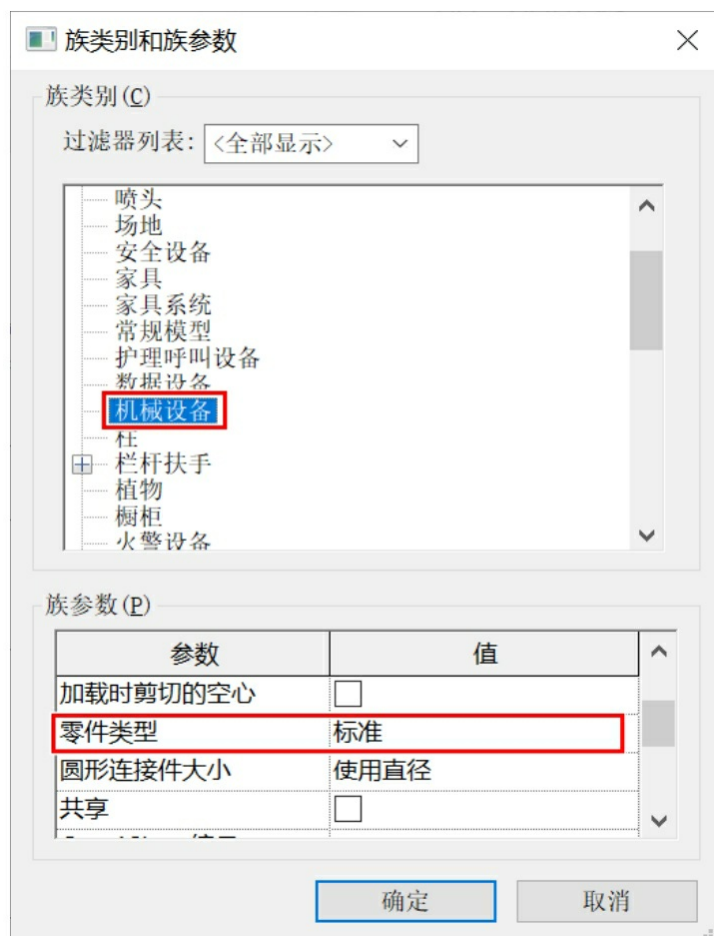 族类别和族参数
族类别(C)
过滤器列表: <全部显示>
喷头
场地
安全设备
家具
家具系统
常规模型
护理呼叫设备
数据设备
机械设备
柱
栏杆扶手
植物
橱柜
火警设备
族参数(P)
参数 值
加载时剪切的空心
零件类型 标准
圆形连接件大小 使用直径
共享
确定 取消